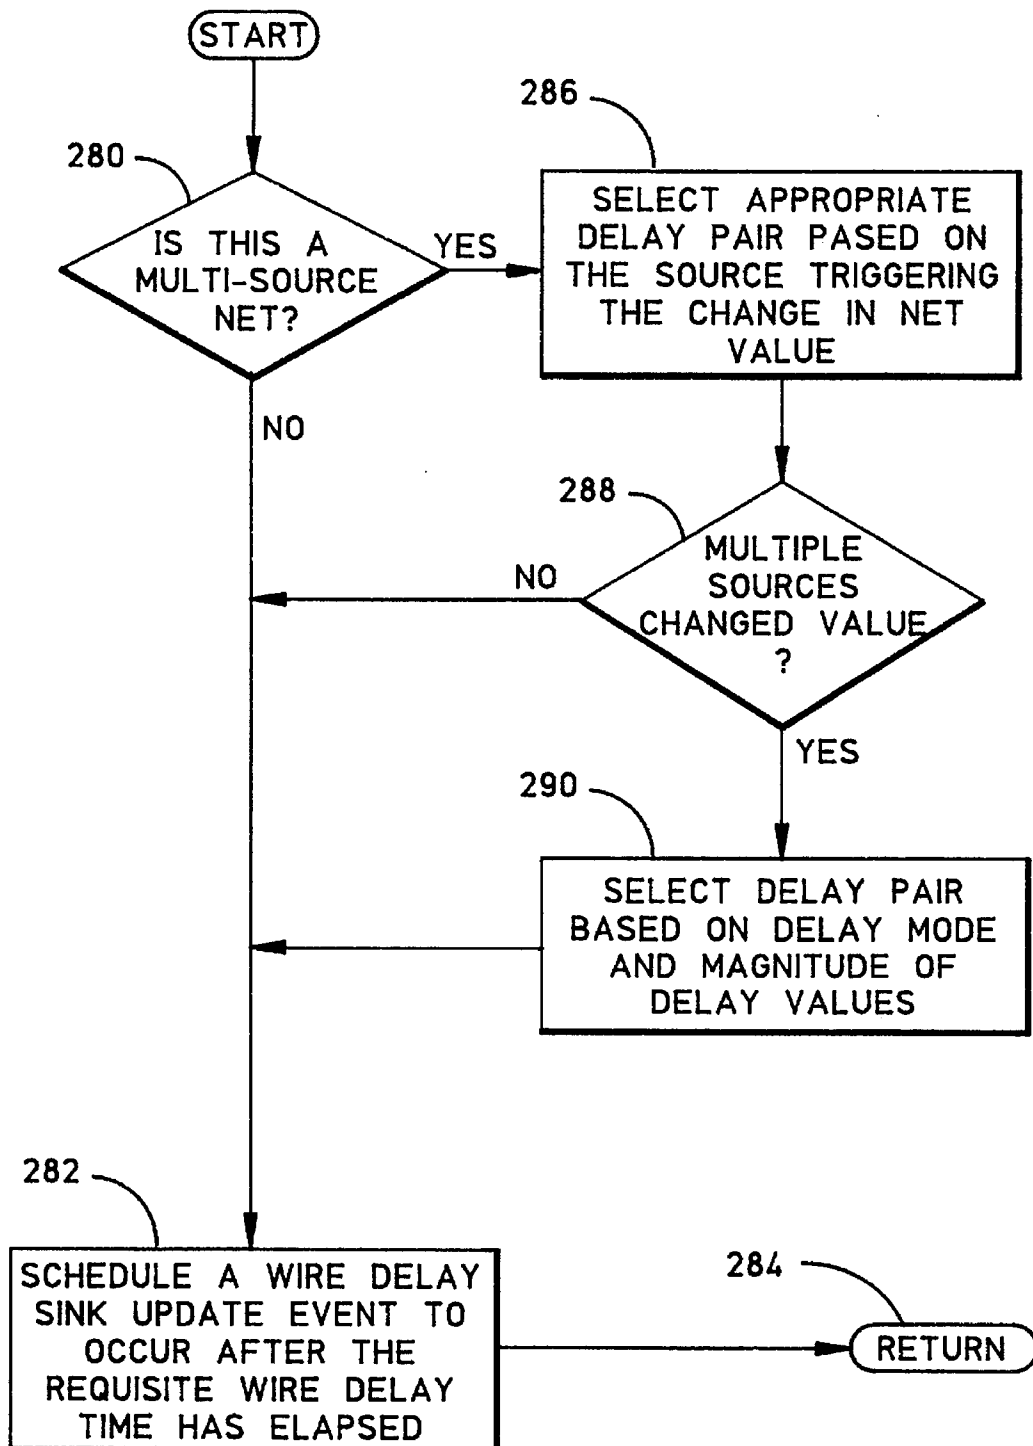 START
286
280
SELECT APPROPRIATE
DELAY PAIR PASED ON
THE SOURCE TRIGGERING
THE CHANGE IN NET
VALUE
IS THIS A
MULTI-SOURCE
NET?
YES
NO
288
MULTIPLE
SOURCES
CHANGED VALUE
?
NO
YES
290
SELECT DELAY PAIR
BASED ON DELAY MODE
AND MAGNITUDE OF
DELAY VALUES
282
SCHEDULE A WIRE DELAY
SINK UPDATE EVENT TO
OCCUR AFTER THE
REQUISITE WIRE DELAY
TIME HAS ELAPSED
284
RETURN